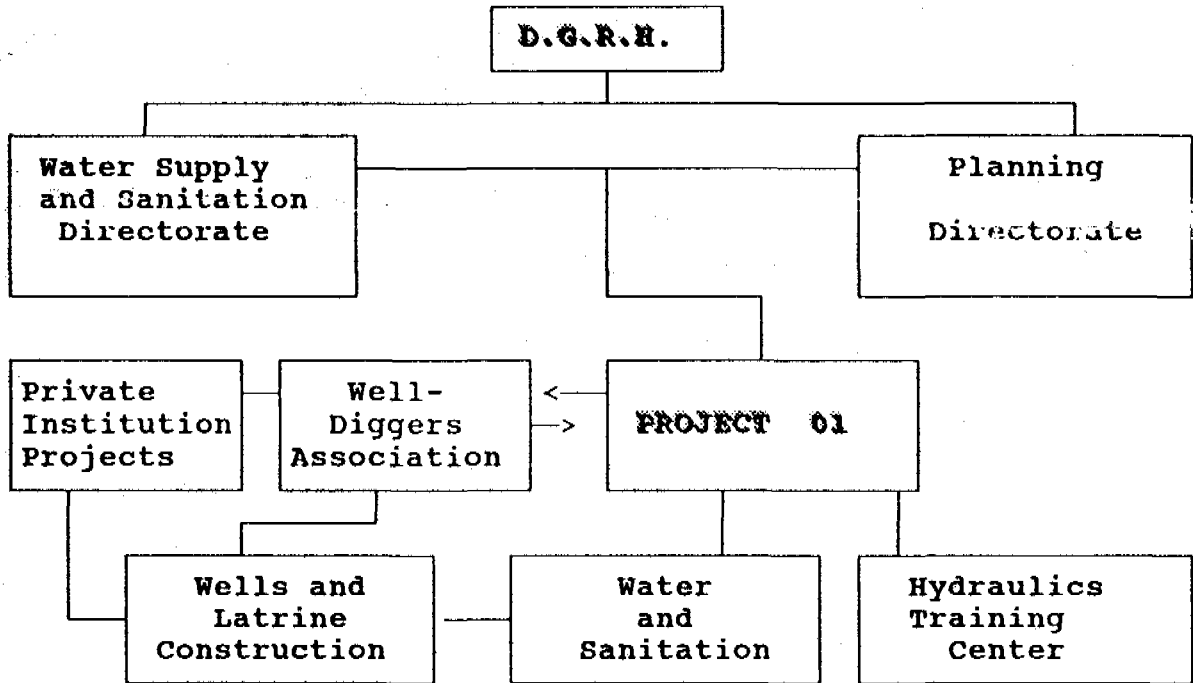 D.G.R.H.
Water Supply
and Sanitation
Directorate
Planning
Directorate
Private
Institution
Projects
Well-
Diggers
Association
<
>
PROJECT 01
Wells and
Latrine
Construction
Water
and
Sanitation
Hydraulics
Training
Center